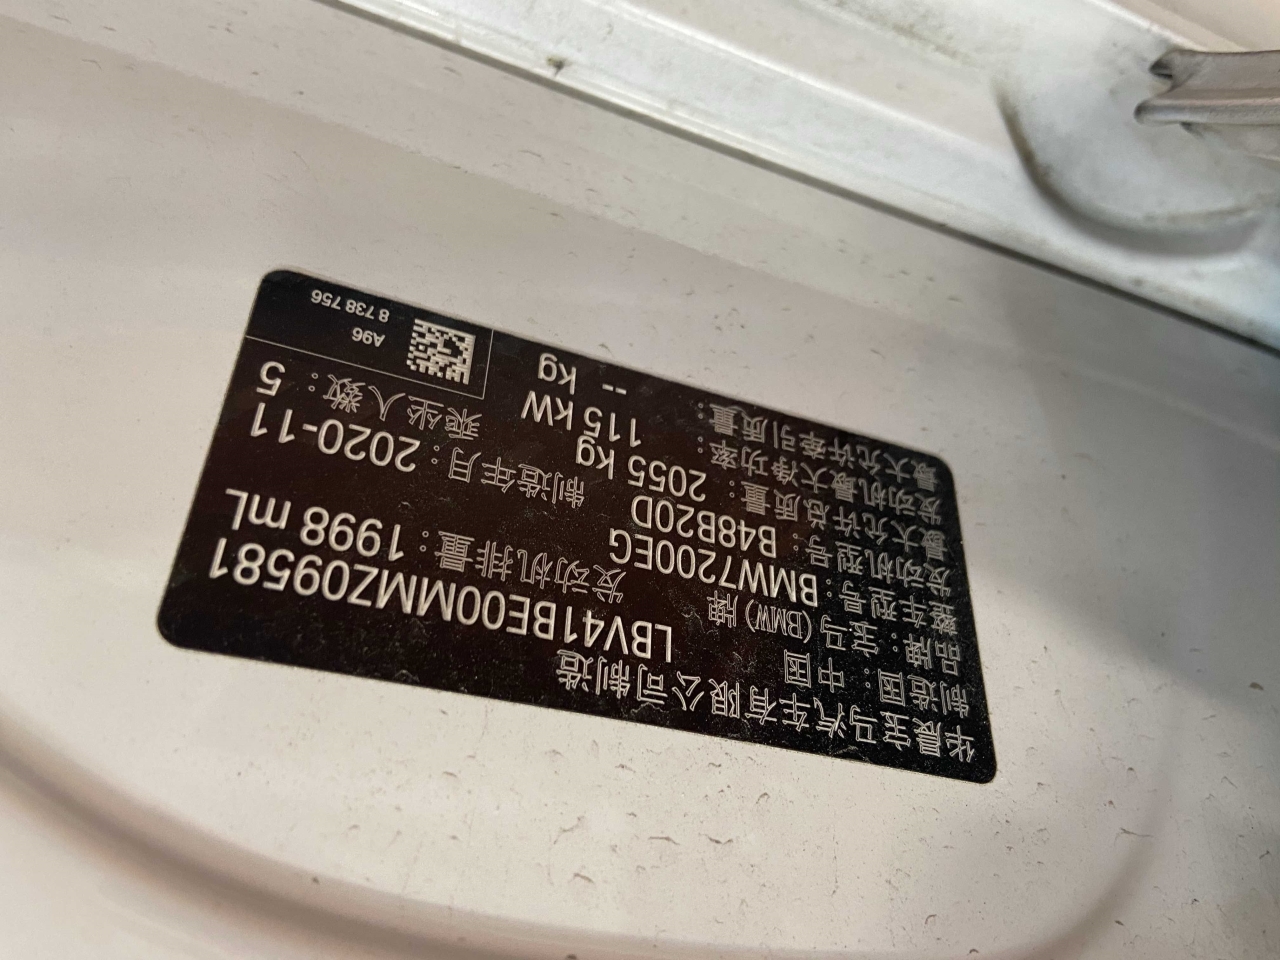 华晨宝马汽车有限公司制造
制造国：中国
LBV41BE00MMZ09581
品牌：宝马(BMW)牌
整车型号：BMW7200EG
发动机排量：1998 mL
发动机型号：B48B20D
最大允许总质量：2055 kg
制造年月：2020-11
发动机最大净功率：115 kW
乘坐人数：5
最大允许牵引质量：-- kg
A96
8 738 756